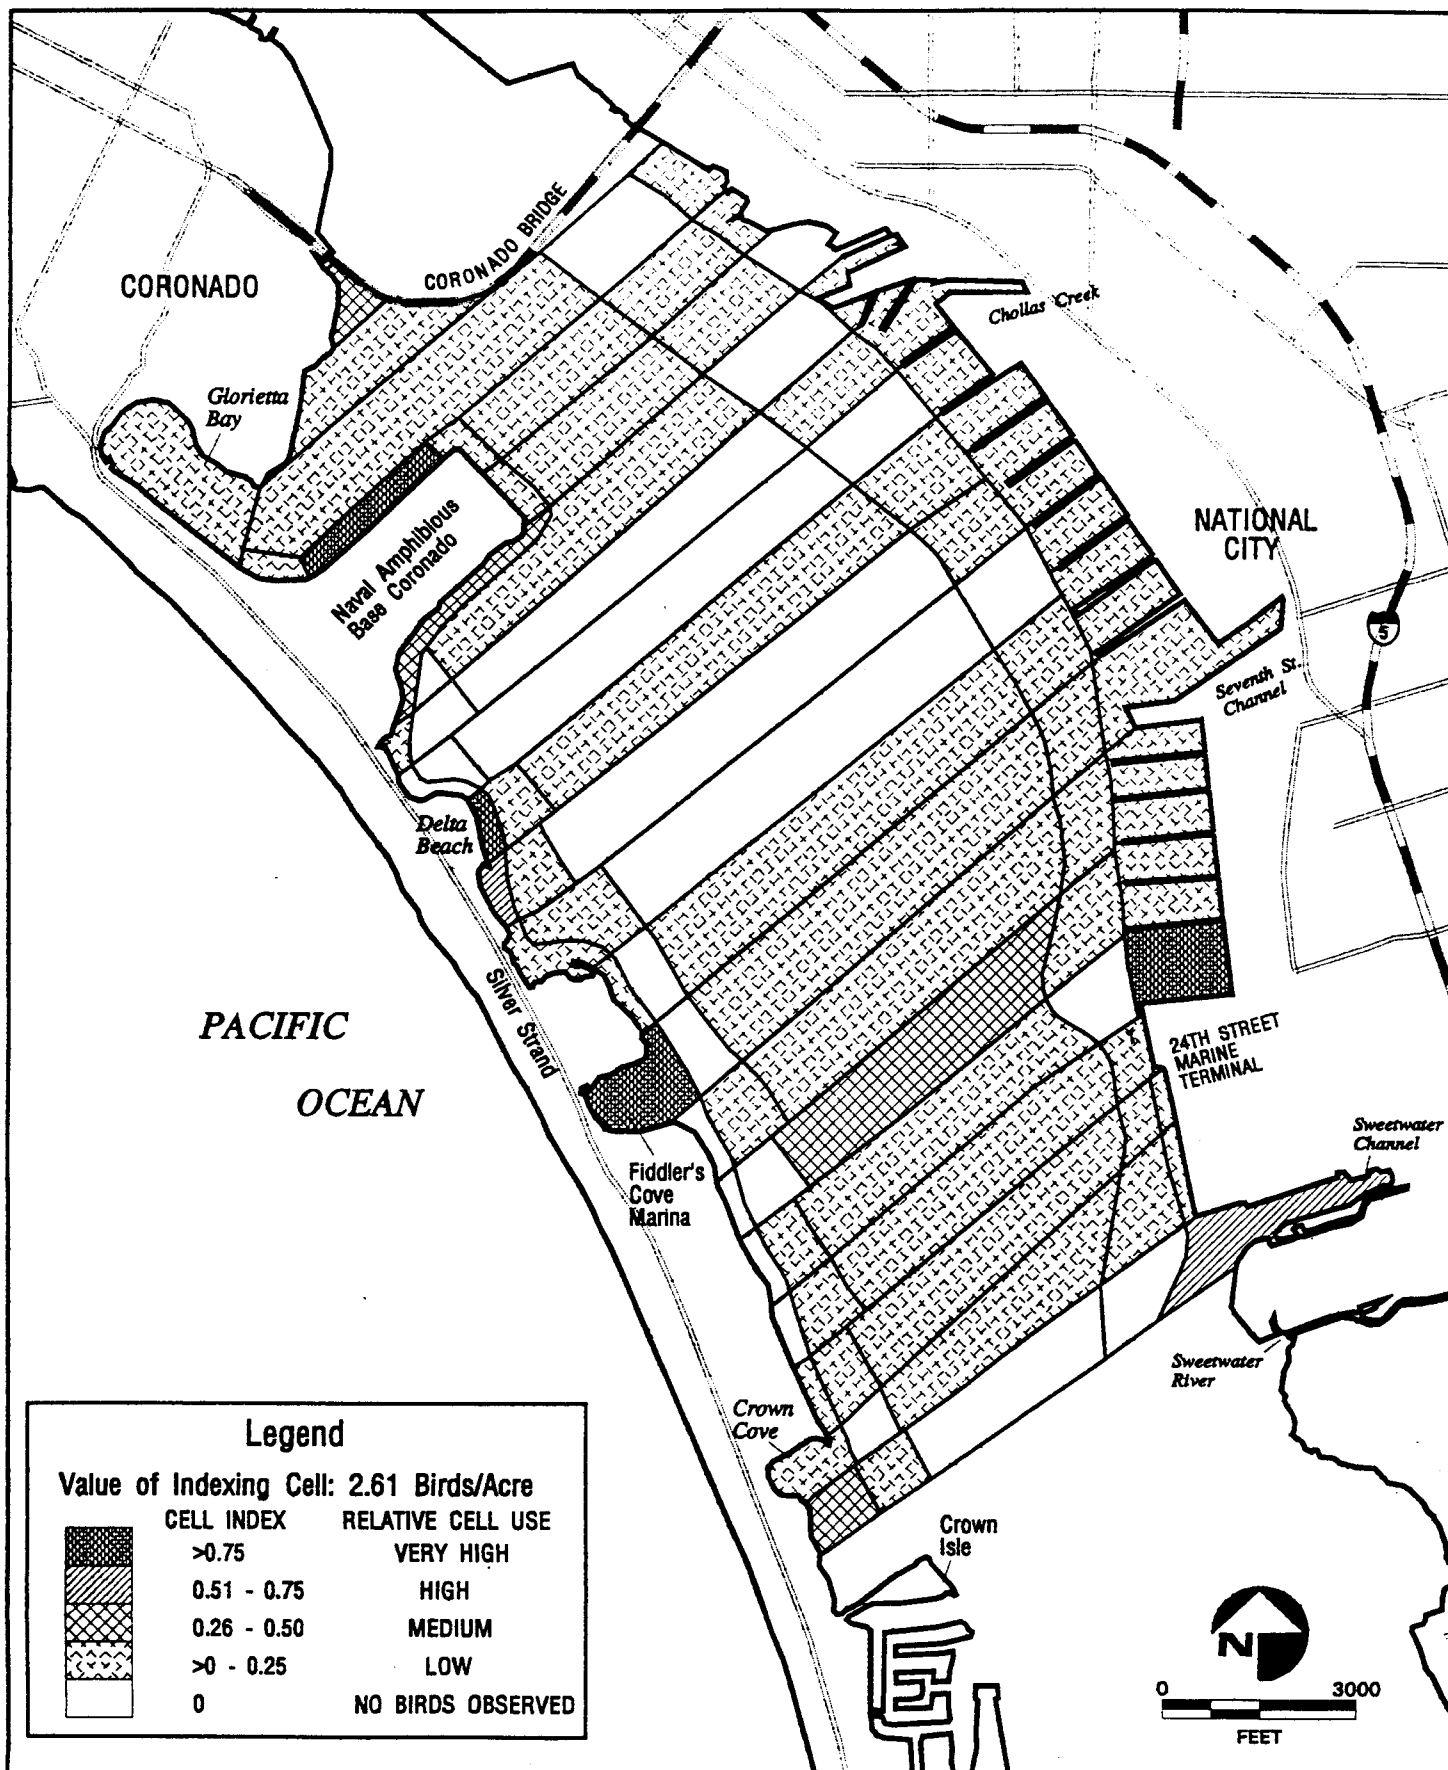 CORONADO BRIDGE
CORONADO
Chollas Creek
Glorietta
Bay
Naval Amphibious
Base Coronado
NATIONAL
CITY
5
Seventh St.
Channel
Delta
Beach
Silver Strand
PACIFIC
OCEAN
24TH STREET
MARINE
TERMINAL
Sweetwater
Channel
Fiddler's
Cove
Marina
Sweetwater
River
Crown
Cove
Crown
Isle
Legend
Value of Indexing Cell: 2.61 Birds/Acre
CELL INDEX RELATIVE CELL USE
>0.75 VERY HIGH
0.51 - 0.75 HIGH
0.26 - 0.50 MEDIUM
>0 - 0.25 LOW
0 NO BIRDS OBSERVED
N
0 3000
FEET